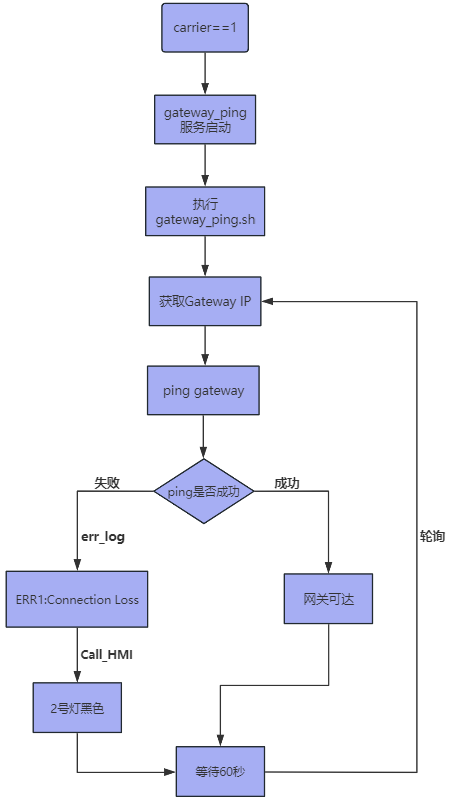 carrier==1
gateway_ping
服务启动
执行
gateway_ping.sh
获取Gateway IP
ping gateway
ping是否成功
失败
成功
err_log
轮询
ERR1:Connection Loss
网关可达
Call_HMI
2号灯黑色
等待60秒